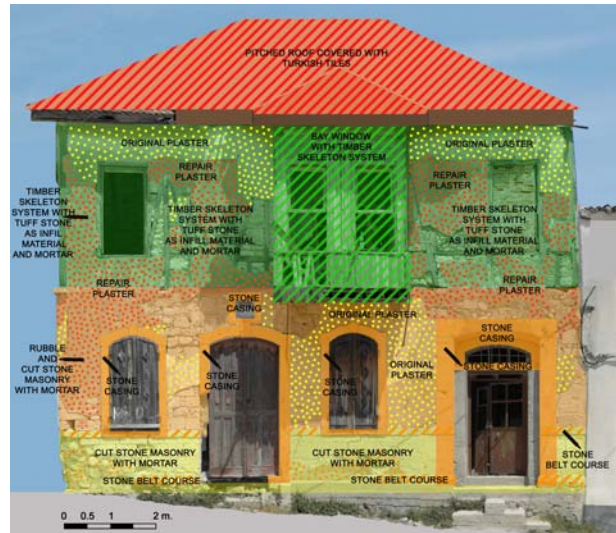 PITCHED ROOF COVERED WITH
TURKISH TILES
ORIGINAL PLASTER
BAY WINDOW
WITH TIMBER
SKELETON SYSTEM
ORIGINAL PLASTER
REPAIR
PLASTER
REPAIR
PLASTER
TIMBER
SKELETON
SYSTEM WITH
TUFF STONE
AS INFIL
MATERIAL
AND MORTAR
TIMBER SKELETON
SYSTEM WITH
TUFF STONE
AS INFILL MATERIAL
AND MORTAR
TIMBER SKELETON
SYSTEM WITH
TUFF STONE
AS INFILL MATERIAL
AND MORTAR
REPAIR
PLASTER
REPAIR
PLASTER
STONE
CASING
ORIGINAL PLASTER
STONE
CASING
RUBBLE
AND
CUT STONE
MASONRY
WITH MORTAR
STONE
CASING
STONE
CASING
STONE
CASING
ORIGINAL
PLASTER
STONE CASING
CUT STONE MASONRY
WITH MORTAR
CUT STONE MASONRY
WITH MORTAR
STONE
BELT COURSE
STONE BELT COURSE
STONE BELT COURSE
0 0.5 1 2 m.